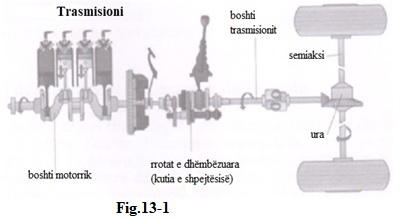 Trasmisioni
boshti
trasmisionit
semiaksi
ura
boshti motorrik
rrotat e dhëmbëzuara
(kutia e shpejtësisë)
Fig.13-1